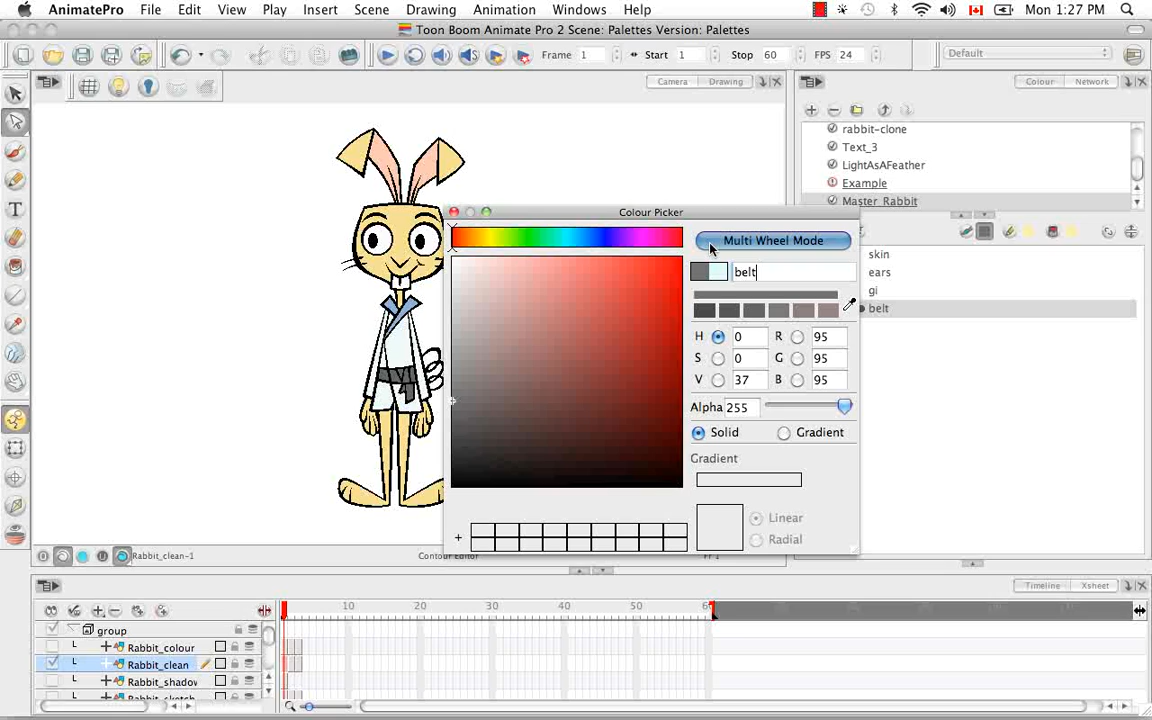 AnimatePro File Edit View Play Insert Scene Drawing Animation Windows Help Mon 1:27 PM
Toon Boom Animate Pro 2 Scene: Palettes Version: Palettes
Frame 1 Start 1 Stop 60 FPS 24 Default
Camera Drawing Colour Network
rabbit-clone
Text_3
LightAsAFeather
Example
Master_Rabbit
Colour Picker
Multi Wheel Mode
skin
ears
gi
belt
belt
H 0 R 95
S 0 G 95
V 37 B 95
Alpha 255
Solid Gradient
Gradient
Linear
Radial
Rabbit_clean-1
Timeline Xsheet
10 20 30 40 50
group
Rabbit_colour
Rabbit_clean
Rabbit_shadow